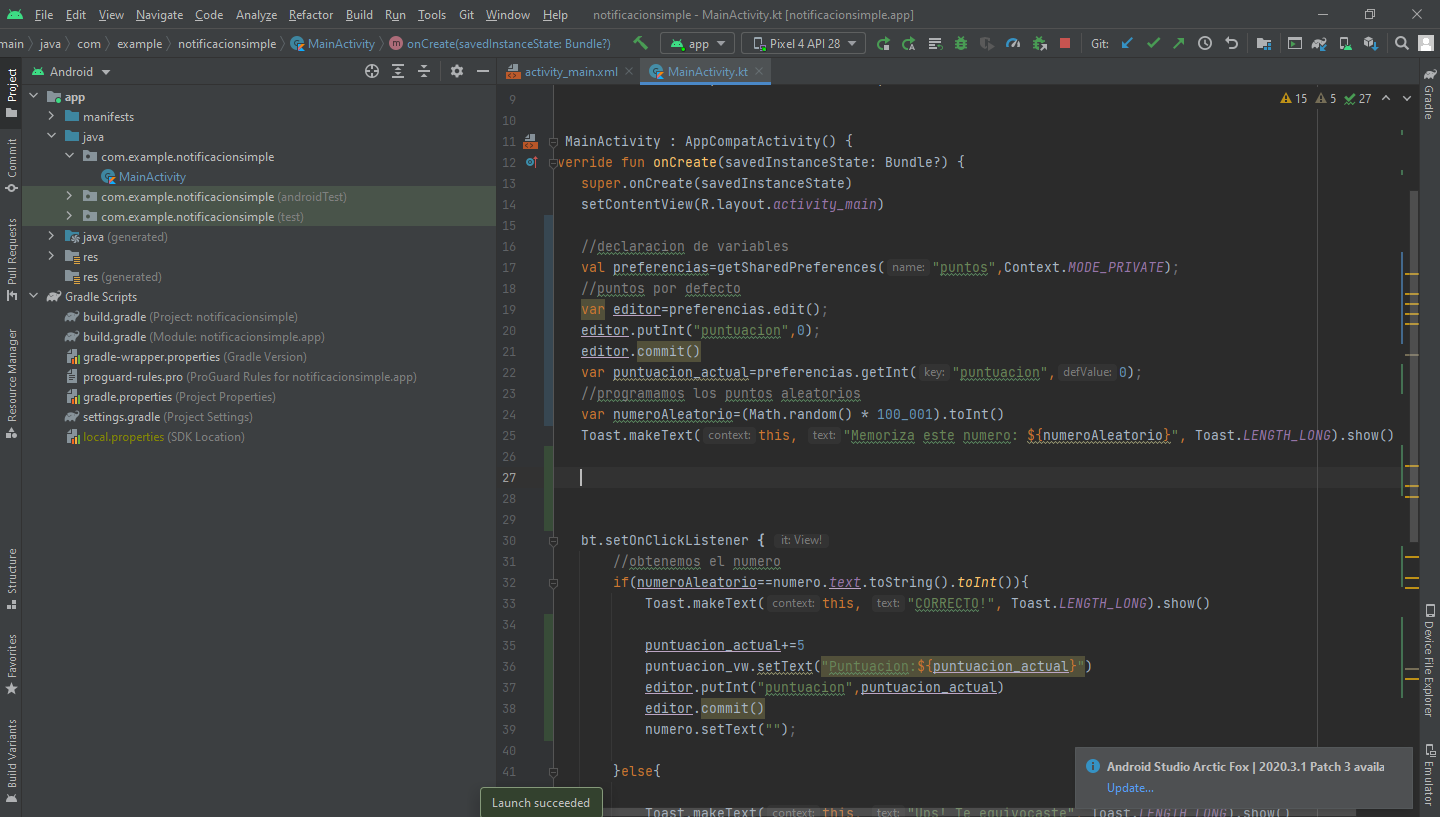 File Edit View Navigate Code Analyze Refactor Build Run Tools Git Window Help notificacionsimple - MainActivity.kt [notificacionsimple.app]
main java com example notificacionsimple MainActivity onCreate(savedInstanceState: Bundle?) app Pixel 4 API 28 Git:
Android activity_main.xml MainActivity.kt
Project
Commit
Pull Requests
Resource Manager
Structure
Favorites
Build Variants
app
manifests
java
com.example.notificacionsimple
MainActivity
com.example.notificacionsimple (androidTest)
com.example.notificacionsimple (test)
java (generated)
res
res (generated)
Gradle Scripts
build.gradle (Project: notificacionsimple)
build.gradle (Module: notificacionsimple.app)
gradle-wrapper.properties (Gradle Version)
proguard-rules.pro (ProGuard Rules for notificacionsimple.app)
gradle.properties (Project Properties)
settings.gradle (Project Settings)
local.properties (SDK Location)
15 5 27
9
10
11 MainActivity : AppCompatActivity() {
12 verride fun onCreate(savedInstanceState: Bundle?) {
13 super.onCreate(savedInstanceState)
14 setContentView(R.layout.activity_main)
15
16 //declaracion de variables
17 val preferencias=getSharedPreferences( name: "puntos",Context.MODE_PRIVATE);
18 //puntos por defecto
19 var editor=preferencias.edit();
20 editor.putInt("puntuacion",0);
21 editor.commit()
22 var puntuacion_actual=preferencias.getInt( key: "puntuacion", defValue: 0);
23 //programamos los puntos aleatorios
24 var numeroAleatorio=(Math.random() * 100_001).toInt()
25 Toast.makeText( context: this, text: "Memoriza este numero: ${numeroAleatorio}", Toast.LENGTH_LONG).show()
26
27
28
29
30 bt.setOnClickListener { it: View!
31 //obtenemos el numero
32 if(numeroAleatorio==numero.text.toString().toInt()){
33 Toast.makeText( context: this, text: "CORRECTO!", Toast.LENGTH_LONG).show()
34
35 puntuacion_actual+=5
36 puntuacion_vw.setText("Puntuacion:${puntuacion_actual}")
37 editor.putInt("puntuacion",puntuacion_actual)
38 editor.commit()
39 numero.setText("");
40
41 }else{
Toast.makeText( context: this, text: "Ups! Te equivocaste", Toast.LENGTH_LONG).show()
Gradle
Device File Explorer
Emulator
Android Studio Arctic Fox | 2020.3.1 Patch 3 availa
Update...
Launch succeeded